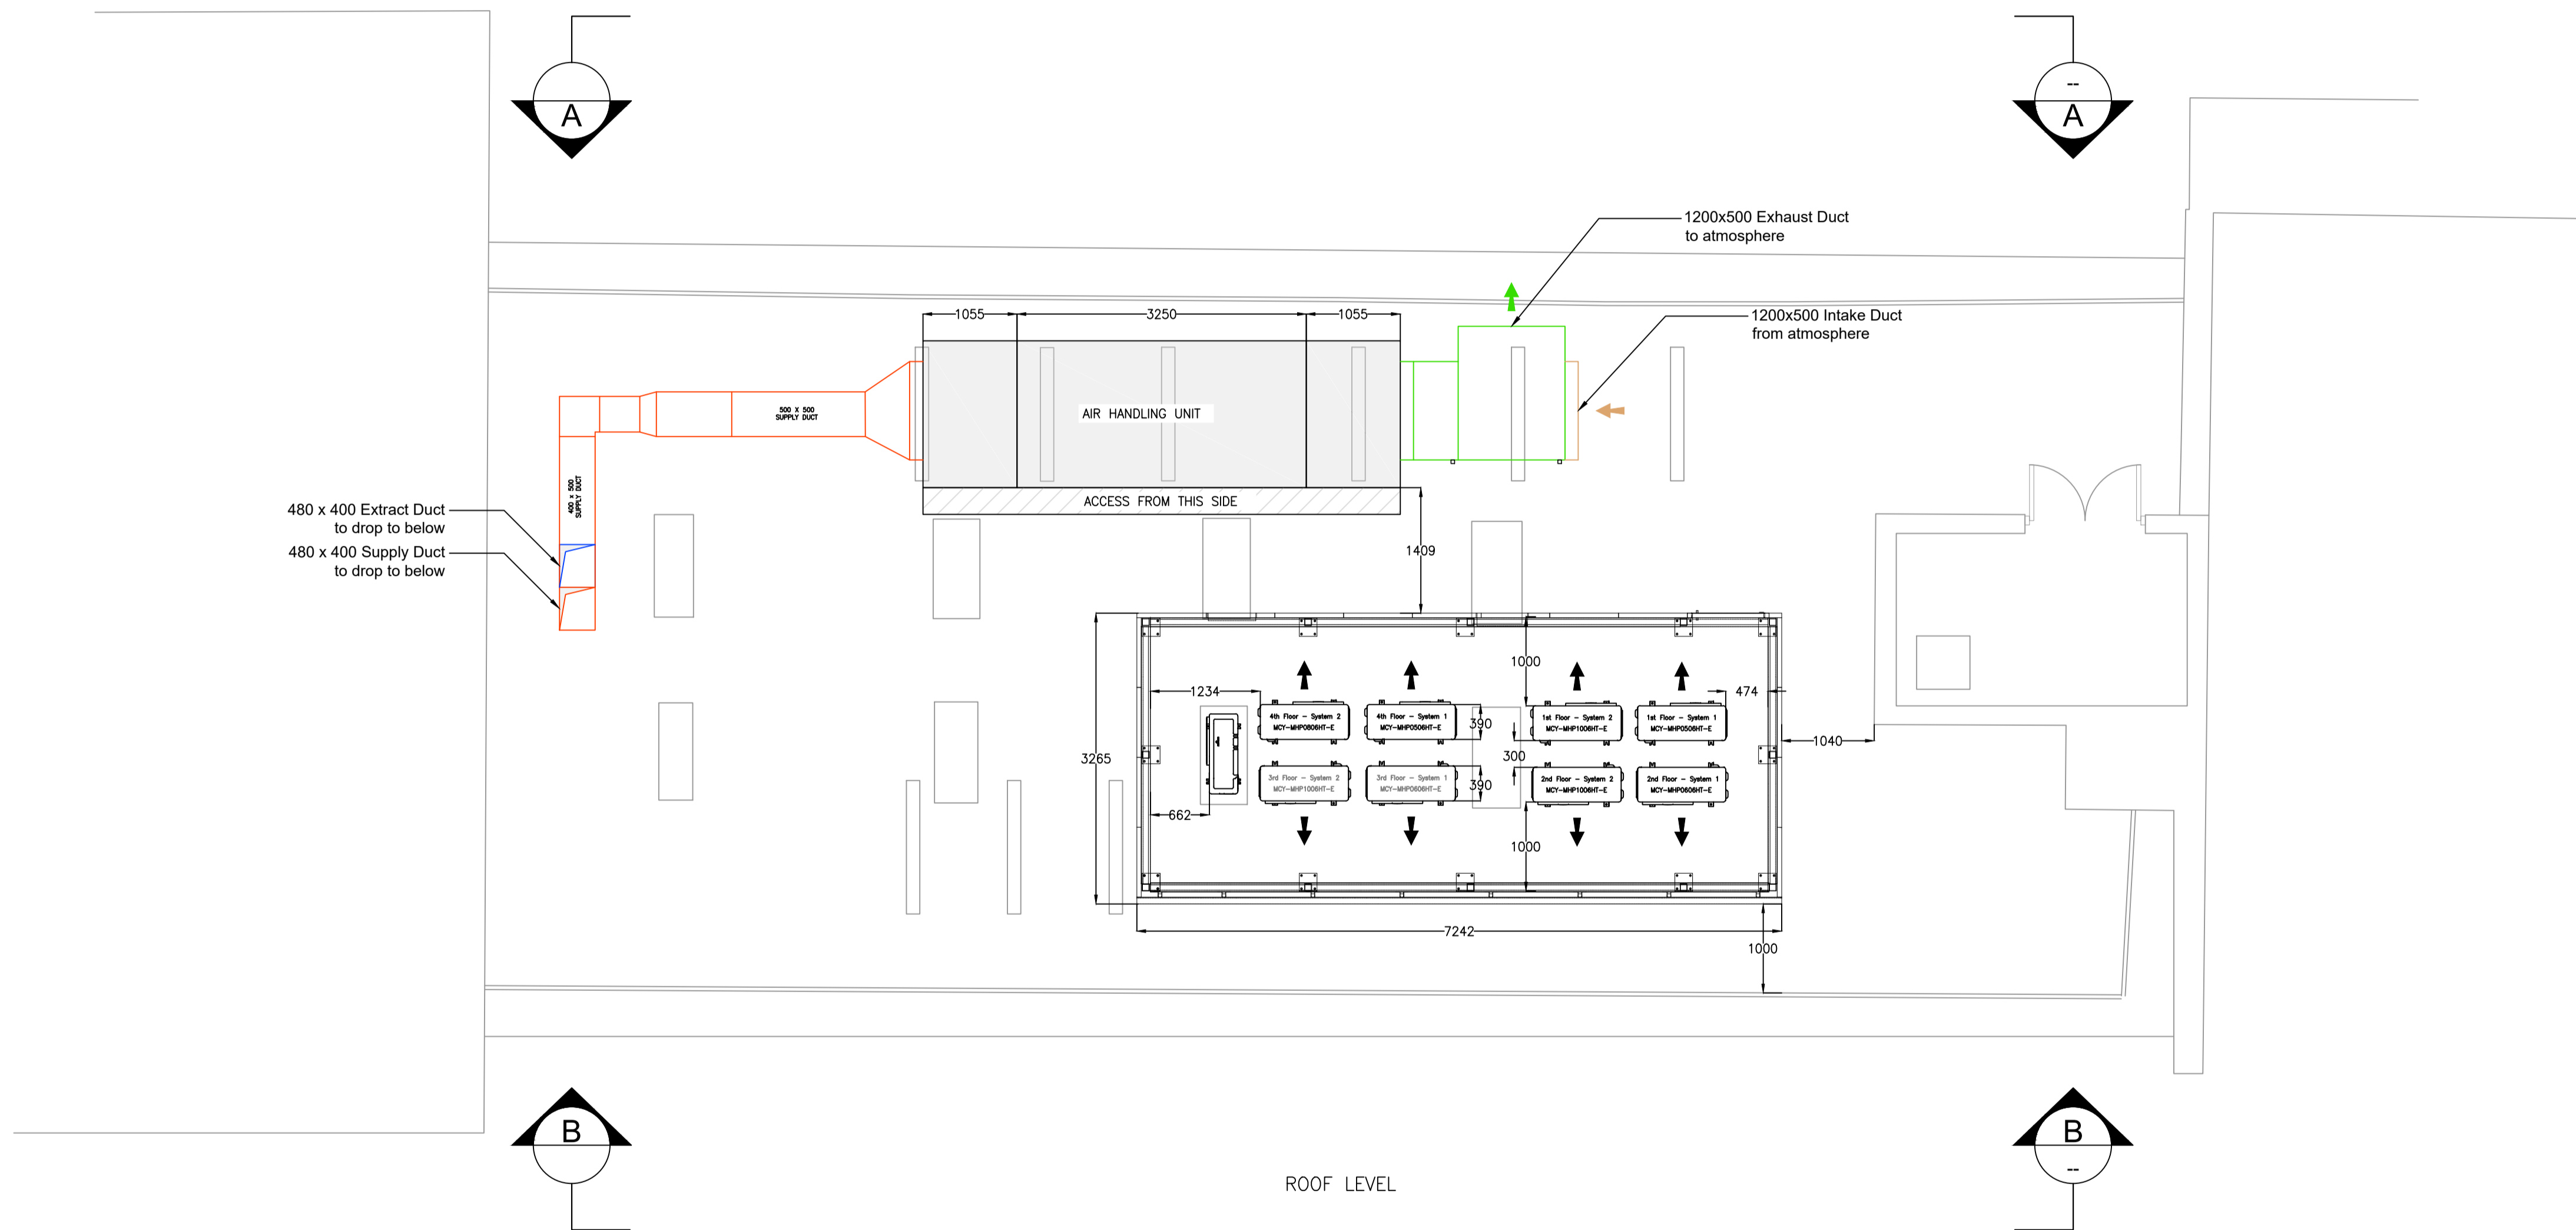 A
--
A
1200x500 Exhaust Duct
to atmosphere
1200x500 Intake Duct
from atmosphere
1055
3250
1055
500 X 500
SUPPLY DUCT
AIR HANDLING UNIT
400 x 500
SUPPLY DUCT
ACCESS FROM THIS SIDE
480 x 400 Extract Duct
to drop to below
480 x 400 Supply Duct
to drop to below
1409
1000
1234
474
4th Floor - System 2
MCY-MHP0806HT-E
4th Floor - System 1
MCY-MHP0506HT-E
390
1st Floor - System 2
MCY-MHP1006HT-E
1st Floor - System 1
MCY-MHP0506HT-E
1040
3265
300
3rd Floor - System 2
MCY-MHP1006HT-E
3rd Floor - System 1
MCY-MHP0606HT-E
390
2nd Floor - System 2
MCY-MHP1006HT-E
2nd Floor - System 1
MCY-MHP0606HT-E
662
1000
7242
1000
B
B
--
ROOF LEVEL